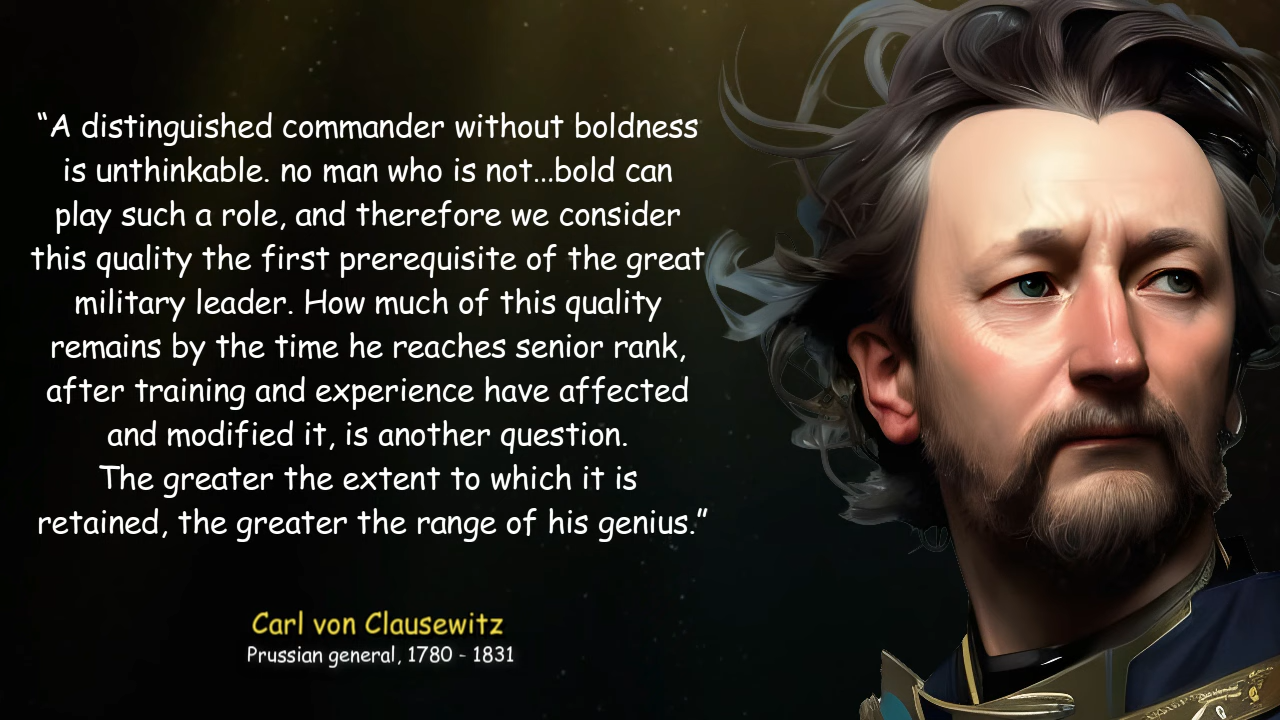 “A distinguished commander without boldness
is unthinkable. no man who is not...bold can
play such a role, and therefore we consider
this quality the first prerequisite of the great
military leader. How much of this quality
remains by the time he reaches senior rank,
after training and experience have affected
and modified it, is another question.
The greater the extent to which it is
retained, the greater the range of his genius.”
Carl von Clausewitz
Prussian general, 1780 - 1831